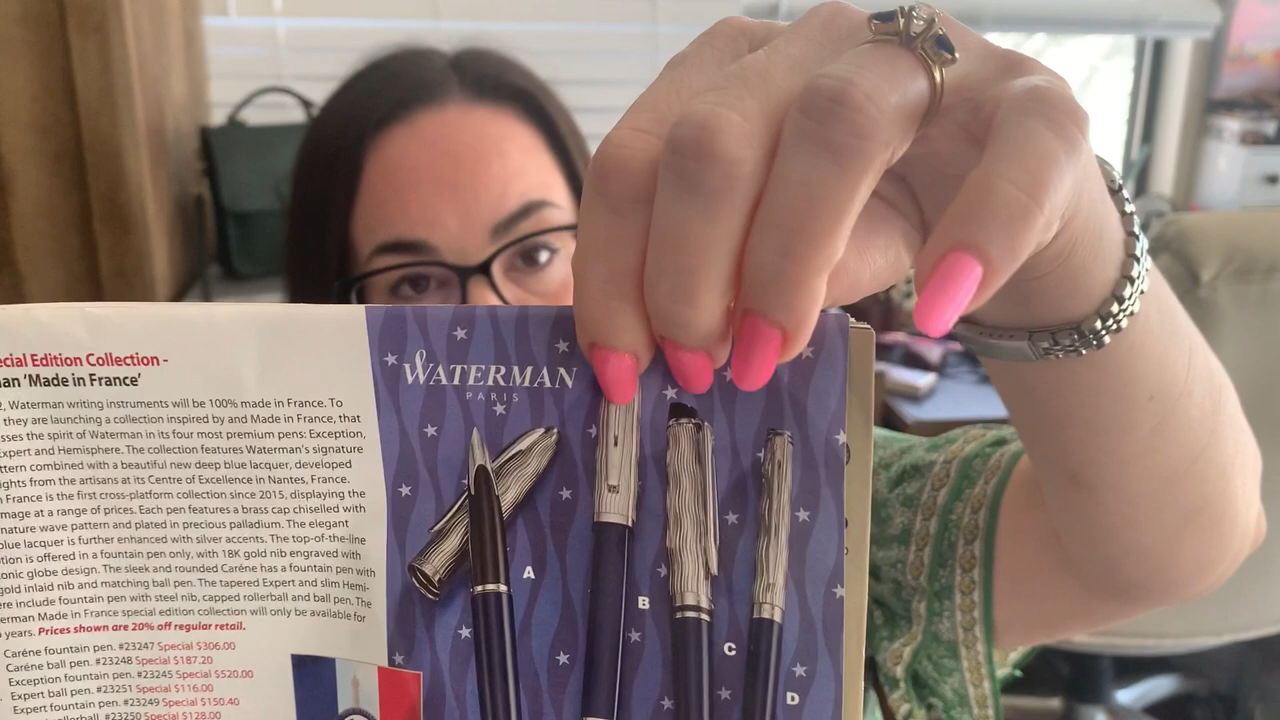 ecial Edition Collection -
an 'Made in France'
2, Waterman writing instruments will be 100% made in France. To
they are launching a collection inspired by and Made in France, that
sses the spirit of Waterman in its four most premium pens: Exception,
xpert and Hemisphere. The collection features Waterman's signature
ttern combined with a beautiful new deep blue lacquer, developed
ights from the artisans at its Centre of Excellence in Nantes, France.
n France is the first cross-platform collection since 2015, displaying the
mage at a range of prices. Each pen features a brass cap chiselled with
nature wave pattern and plated in precious palladium. The elegant
blue lacquer is further enhanced with silver accents. The top-of-the-line
ption is offered in a fountain pen only, with 18K gold nib engraved with
conic globe design. The sleek and rounded Caréne has a fountain pen with
gold inlaid nib and matching ball pen. The tapered Expert and slim Hemi-
ere include fountain pen with steel nib, capped rollerball and ball pen. The
erman Made in France special edition collection will only be available for
years. Prices shown are 20% off regular retail.
Caréne fountain pen. #23247 Special $306.00
Caréne ball pen. #23248 Special $187.20
Exception fountain pen. #23245 Special $520.00
Expert ball pen. #23251 Special $116.00
Expert fountain pen. #23249 Special $150.40
rollerball. #23250 Special $128.00
WATERMAN
PARIS
A
B
C
D